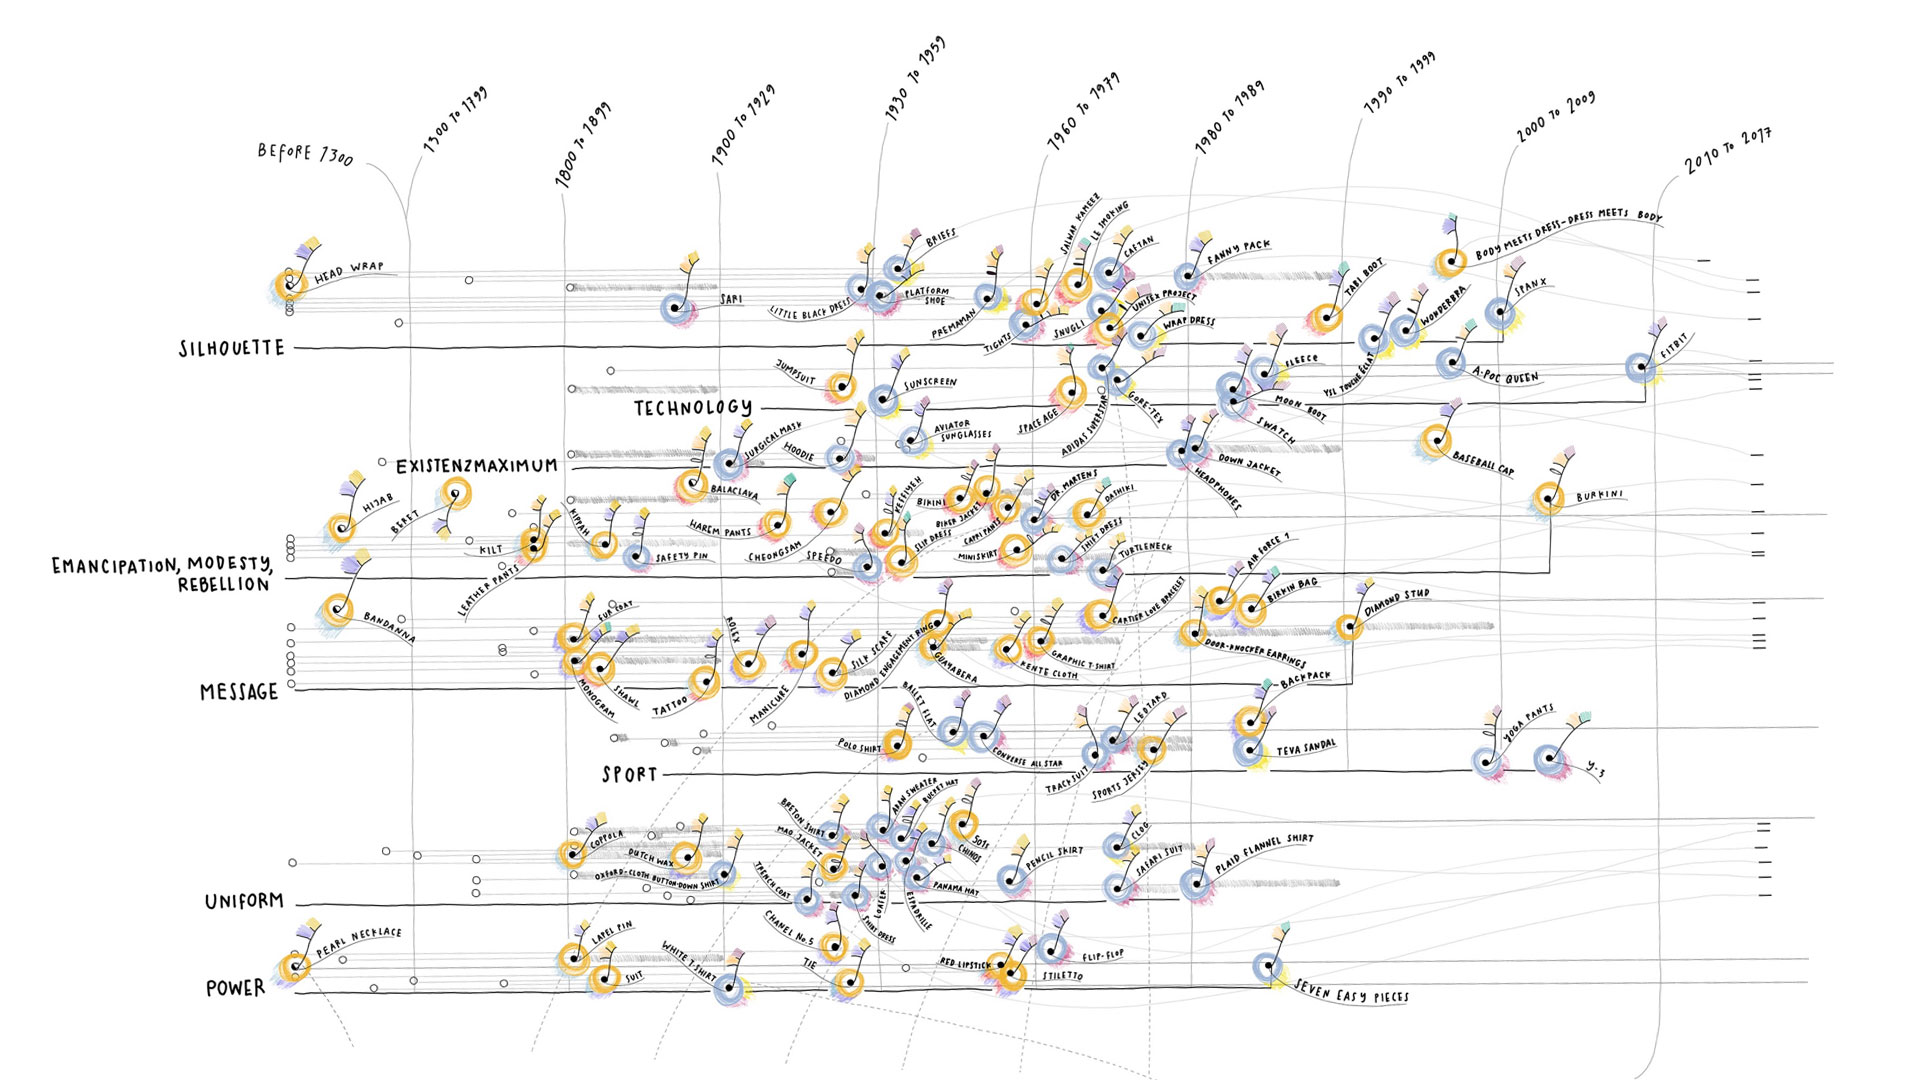 BEFORE 1300
1300 TO 1799
1800 TO 1899
1900 TO 1929
1930 TO 1959
1960 TO 1979
1980 TO 1989
1990 TO 1999
2000 TO 2009
2010 TO 2017
HEAD WRAP
SARI
LITTLE BLACK DRESS
BRIEFS
PLATFORM
SHOE
PREMAMAN
TIGHTS
SALWAR KAMEEZ
LE SMOKING
CAFTAN
SNUGLI
UNISEX PROJECT
WRAP DRESS
FANNY PACK
TABI BOOT
YSL TOUCHE ÉCLAT
WONDERBRA
BODY MEETS DRESS-DRESS MEETS BODY
SPANX
SILHOUETTE
JUMPSUIT
SUNSCREEN
SPACE AGE
ADIDAS SUPERSTAR
GORE-TEX
FLEECE
MOON BOOT
SWATCH
A-POC QUEEN
FITBIT
TECHNOLOGY
SURGICAL MASK
HOODIE
AVIATOR
SUNGLASSES
BALACLAVA
HEADPHONES
DOWN JACKET
BASEBALL CAP
EXISTENZMAXIMUM
HIJAB
BERET
KILT
LEATHER PANTS
KIPPAH
SAFETY PIN
HAREM PANTS
CHEONGSAM
SPEEDO
KEFFIYEH
SLIP DRESS
BIKINI
BIKER JACKET
CAPRI PANTS
MINISKIRT
DR. MARTENS
DASHIKI
SHIFT DRESS
TURTLENECK
BURKINI
BANDANNA
EMANCIPATION, MODESTY,
REBELLION
FUR COAT
MONOGRAM
SHAWL
TATTOO
ROLEX
MANICURE
SILK SCARF
DIAMOND ENGAGEMENT RING
GUAYABERA
KENTE CLOTH
GRAPHIC T-SHIRT
CARTIER LOVE BRACELET
AIR FORCE 1
BIRKIN BAG
DOOR-KNOCKER EARRINGS
DIAMOND STUD
MESSAGE
POLO SHIRT
BALLET FLAT
CONVERSE ALL STAR
TRACKSUIT
LEOTARD
SPORTS JERSEY
BACKPACK
TEVA SANDAL
YOGA PANTS
Y-3
SPORT
COPPOLA
DUTCH WAX
OXFORD-CLOTH BUTTON-DOWN SHIRT
BRETON SHIRT
MAO JACKET
TRENCH COAT
ARAN SWEATER
BUCKET HAT
501S
CHINOS
PANAMA HAT
LOAFER
ESPADRILLE
SHIRT DRESS
PENCIL SKIRT
CLOG
SAFARI SUIT
PLAID FLANNEL SHIRT
UNIFORM
PEARL NECKLACE
LAPEL PIN
SUIT
WHITE T-SHIRT
CHANEL No.5
TIE
RED LIPSTICK
STILETTO
FLIP-FLOP
SEVEN EASY PIECES
POWER